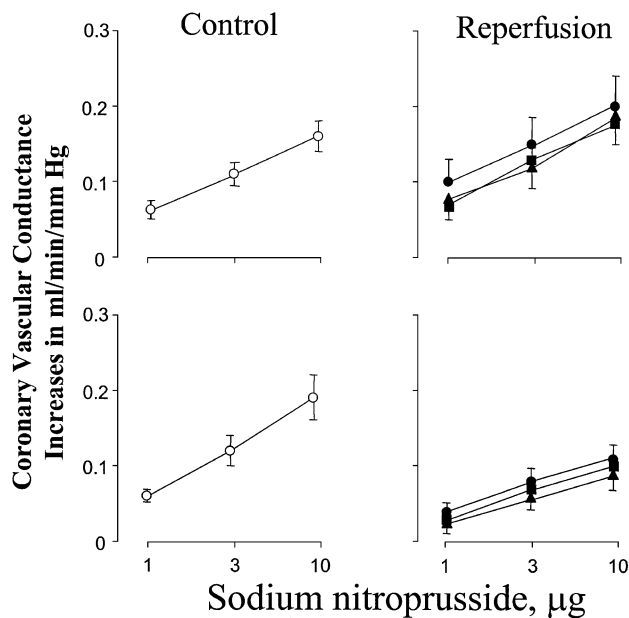 Control
Reperfusion
Coronary Vascular Conductance
Increases in ml/min/mm Hg
0.3
0.2
0.1
0
0.3
0.2
0.1
0
1 3 10
1 3 10
Sodium nitroprusside, μg